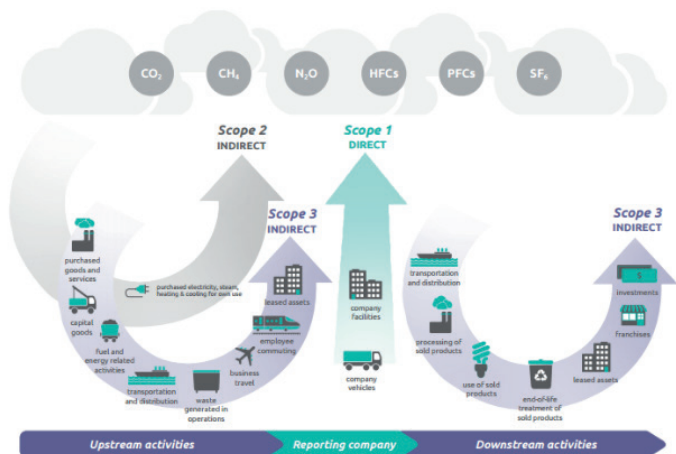 CO₂
CH₄
N₂O
HFCs
PFCs
SF₆
Scope 2
INDIRECT
Scope 1
DIRECT
Scope 3
INDIRECT
Scope 3
INDIRECT
purchased
goods and
services
capital
goods
fuel and
energy related
activities
transportation
and distribution
waste
generated in
operations
business
travel
employee
commuting
leased assets
purchased electricity, steam,
heating & cooling for own use
company
facilities
company
vehicles
transportation
and distribution
processing of
sold products
use of sold
products
end-of-life
treatment of
sold products
leased assets
franchises
investments
$
Upstream activities
Reporting company
Downstream activities